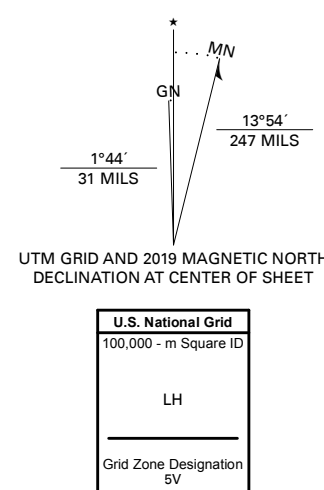 ★
MN
GN
13°54´
247 MILS
1°44´
31 MILS
UTM GRID AND 2019 MAGNETIC NORTH
DECLINATION AT CENTER OF SHEET
U.S. National Grid
100,000 - m Square ID
LH
Grid Zone Designation
5V